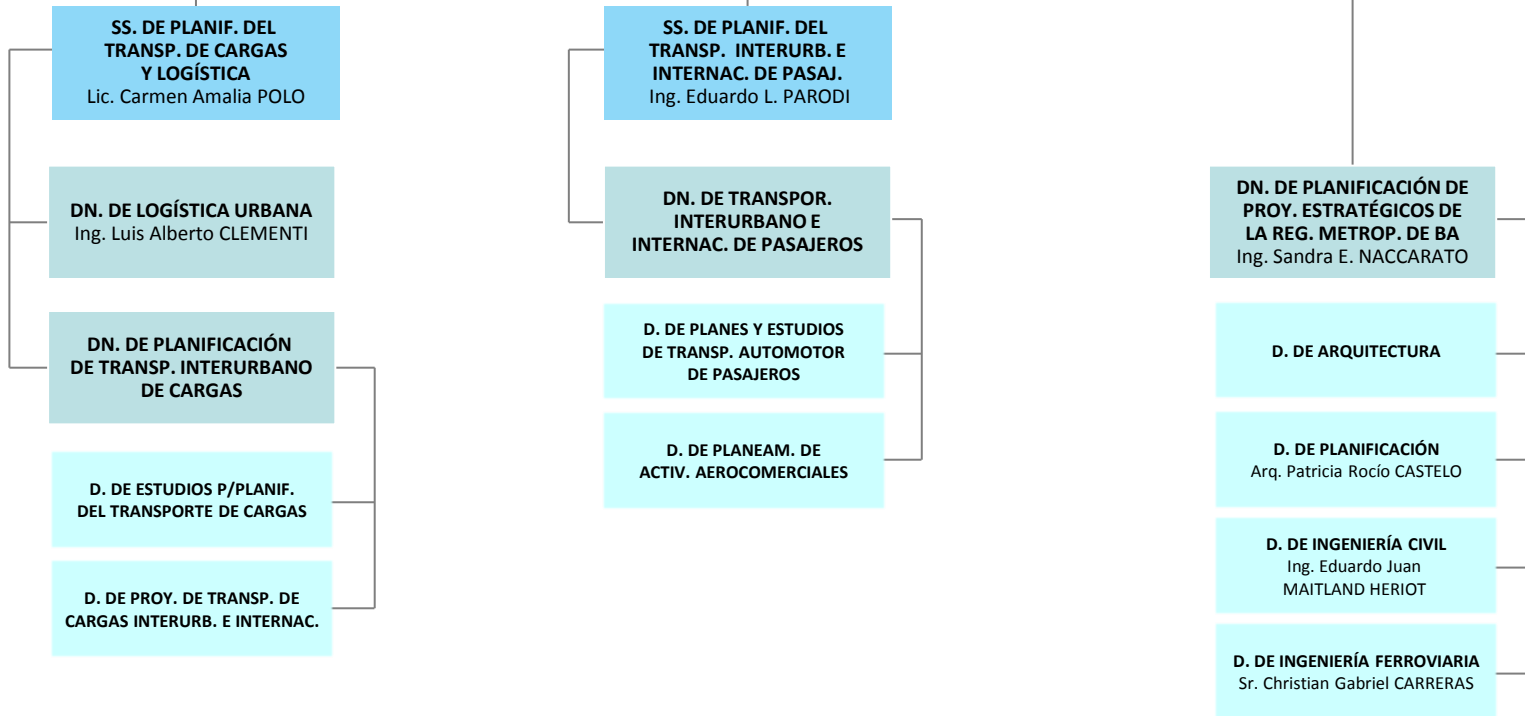 SS. DE PLANIF. DEL
TRANSP. DE CARGAS
Y LOGÍSTICA
Lic. Carmen Amalia POLO
DN. DE LOGÍSTICA URBANA
Ing. Luis Alberto CLEMENTI
DN. DE PLANIFICACIÓN
DE TRANSP. INTERURBANO
DE CARGAS
D. DE ESTUDIOS P/PLANIF.
DEL TRANSPORTE DE CARGAS
D. DE PROY. DE TRANSP. DE
CARGAS INTERURB. E INTERNAC.
SS. DE PLANIF. DEL
TRANSP. INTERURB. E
INTERNAC. DE PASAJ.
Ing. Eduardo L. PARODI
DN. DE TRANSPOR.
INTERURBANO E
INTERNAC. DE PASAJEROS
D. DE PLANES Y ESTUDIOS
DE TRANSP. AUTOMOTOR
DE PASAJEROS
D. DE PLANEAM. DE
ACTIV. AEROCOMERCIALES
DN. DE PLANIFICACIÓN DE
PROY. ESTRATÉGICOS DE
LA REG. METROP. DE BA
Ing. Sandra E. NACCARATO
D. DE ARQUITECTURA
D. DE PLANIFICACIÓN
Arq. Patricia Rocío CASTELO
D. DE INGENIERÍA CIVIL
Ing. Eduardo Juan
MAITLAND HERIOT
D. DE INGENIERÍA FERROVIARIA
Sr. Christian Gabriel CARRERAS